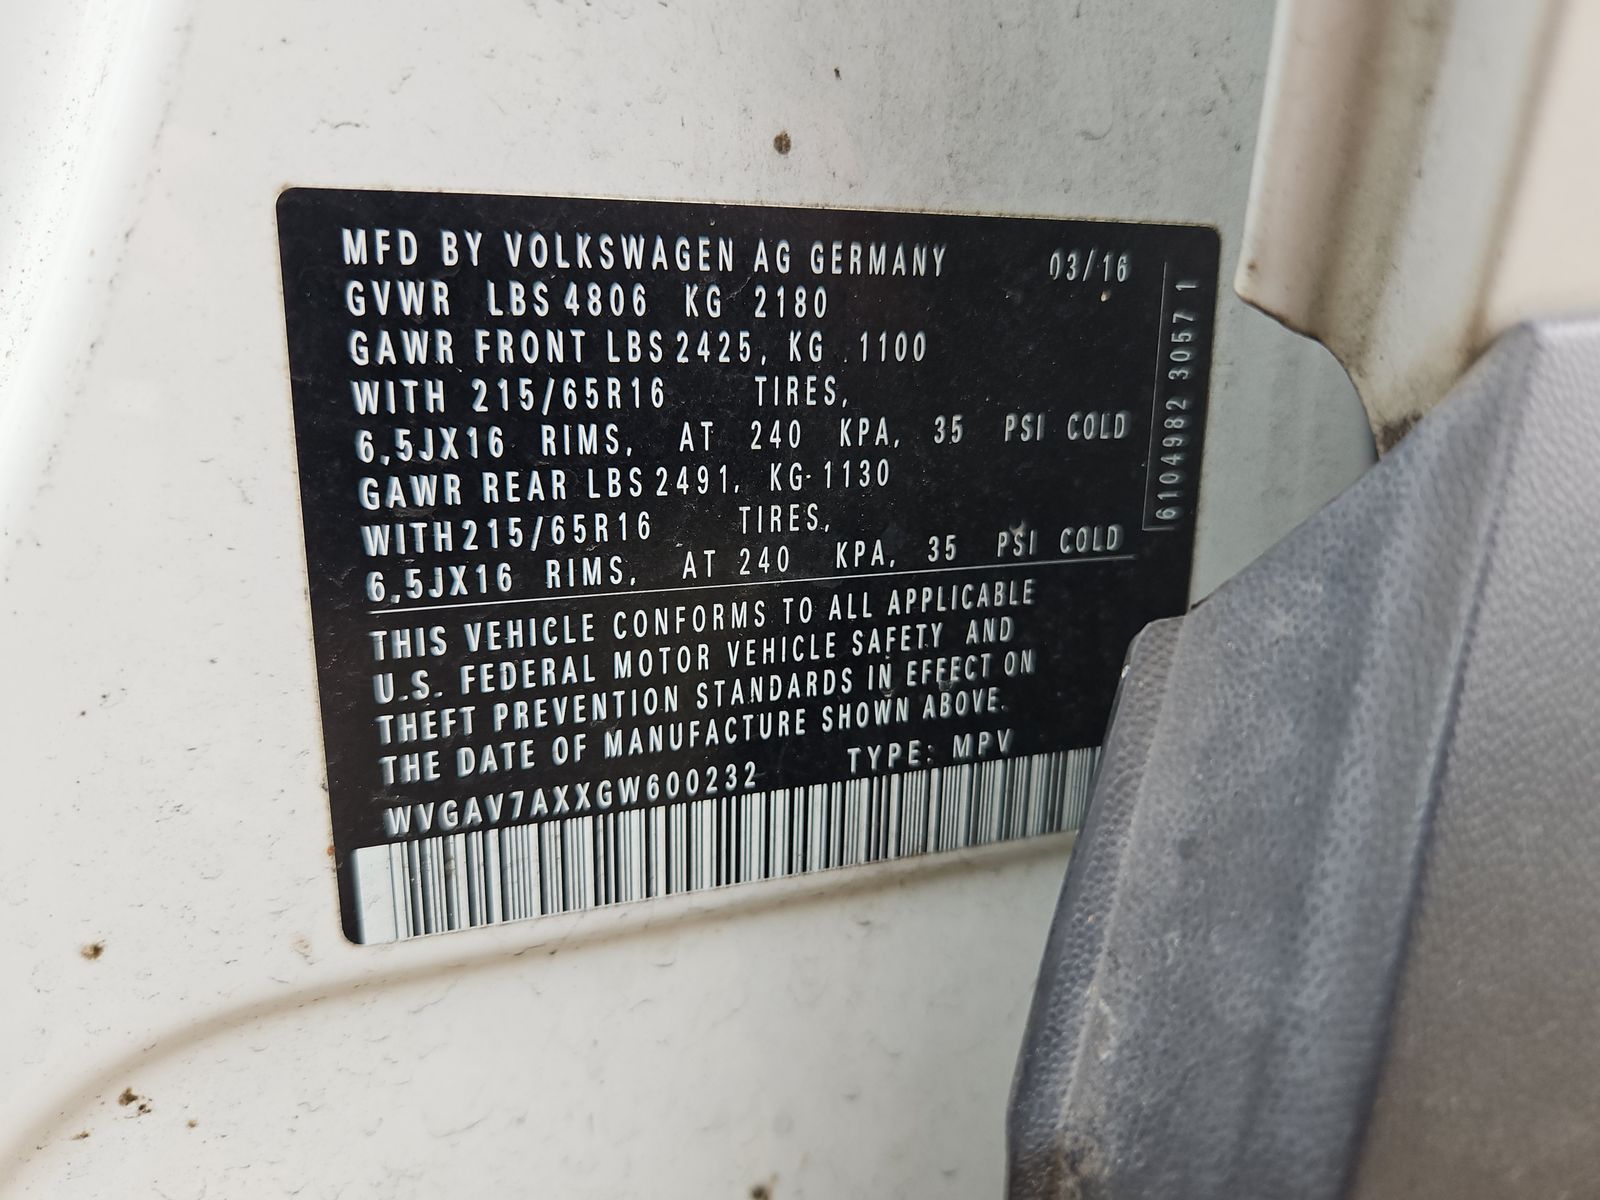 MFD BY VOLKSWAGEN AG GERMANY 03/16
GVWR LBS 4806 KG 2180
GAWR FRONT LBS 2425, KG 1100
WITH 215/65R16 TIRES,
6,5JX16 RIMS, AT 240 KPA, 35 PSI COLD
GAWR REAR LBS 2491, KG 1130
WITH 215/65R16 TIRES,
6,5JX16 RIMS, AT 240 KPA, 35 PSI COLD
THIS VEHICLE CONFORMS TO ALL APPLICABLE
U.S. FEDERAL MOTOR VEHICLE SAFETY AND
THEFT PREVENTION STANDARDS IN EFFECT ON
THE DATE OF MANUFACTURE SHOWN ABOVE.
WVGAV7AXXGW600232 TYPE: MPV
6104982 30571